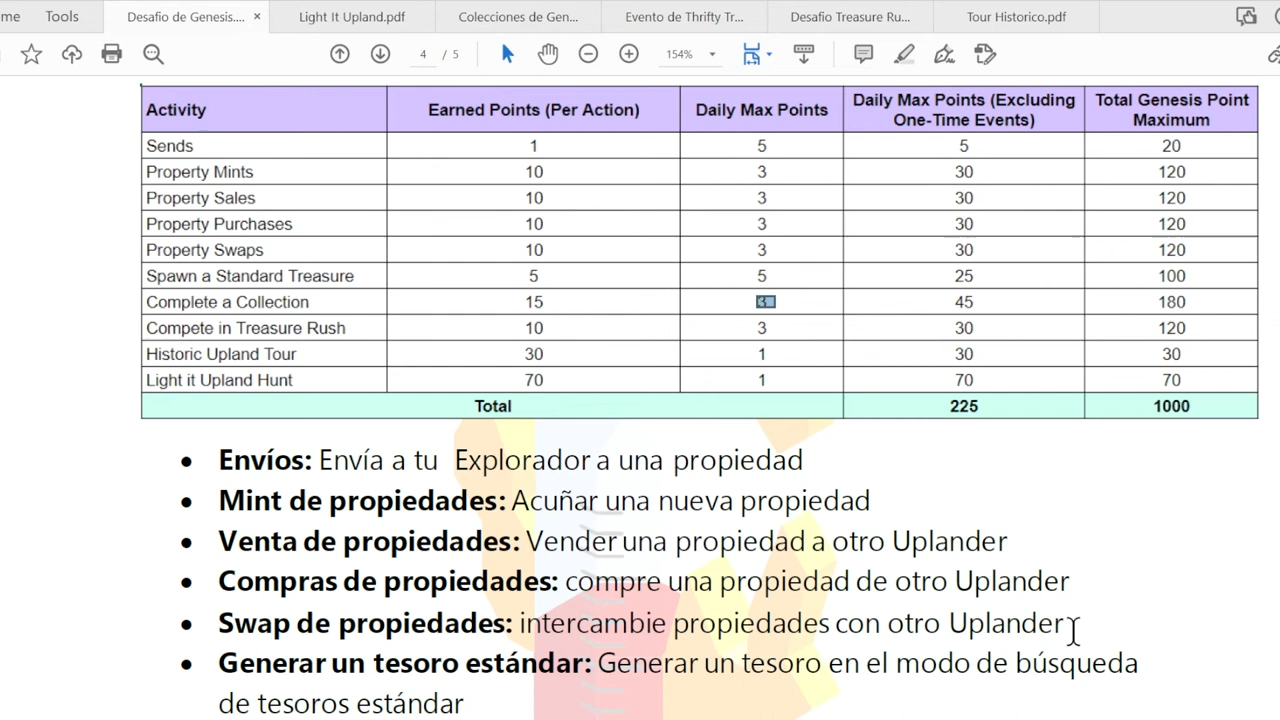 me Tools Desafio de Genesis.... × Light It Upland.pdf Colecciones de Gen... Evento de Thrifty Tr... Desafio Treasure Ru... Tour Historico.pdf
4 / 5 154%
Activity Earned Points (Per Action) Daily Max Points Daily Max Points (Excluding One-Time Events) Total Genesis Point Maximum
Sends 1 5 5 20
Property Mints 10 3 30 120
Property Sales 10 3 30 120
Property Purchases 10 3 30 120
Property Swaps 10 3 30 120
Spawn a Standard Treasure 5 5 25 100
Complete a Collection 15 3 45 180
Compete in Treasure Rush 10 3 30 120
Historic Upland Tour 30 1 30 30
Light it Upland Hunt 70 1 70 70
Total 225 1000
• Envíos: Envía a tu Explorador a una propiedad
• Mint de propiedades: Acuñar una nueva propiedad
• Venta de propiedades: Vender una propiedad a otro Uplander
• Compras de propiedades: compre una propiedad de otro Uplander
• Swap de propiedades: intercambie propiedades con otro Uplander
• Generar un tesoro estándar: Generar un tesoro en el modo de búsqueda
de tesoros estándar